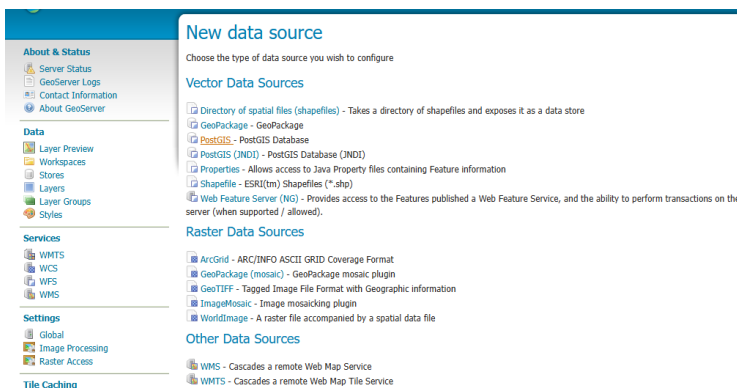 About & Status
Server Status
GeoServer Logs
Contact Information
About GeoServer
Data
Layer Preview
Workspaces
Stores
Layers
Layer Groups
Styles
Services
WMTS
WCS
WFS
WMS
Settings
Global
Image Processing
Raster Access
Tile Caching
New data source
Choose the type of data source you wish to configure
Vector Data Sources
Directory of spatial files (shapefiles) - Takes a directory of shapefiles and exposes it as a data store
GeoPackage - GeoPackage
PostGIS - PostGIS Database
PostGIS (JNDI) - PostGIS Database (JNDI)
Properties - Allows access to Java Property files containing Feature information
Shapefile - ESRI(tm) Shapefiles (*.shp)
Web Feature Server (NG) - Provides access to the Features published a Web Feature Service, and the ability to perform transactions on the
server (when supported / allowed).
Raster Data Sources
ArcGrid - ARC/INFO ASCII GRID Coverage Format
GeoPackage (mosaic) - GeoPackage mosaic plugin
GeoTIFF - Tagged Image File Format with Geographic information
ImageMosaic - Image mosaicking plugin
WorldImage - A raster file accompanied by a spatial data file
Other Data Sources
WMS - Cascades a remote Web Map Service
WMTS - Cascades a remote Web Map Tile Service